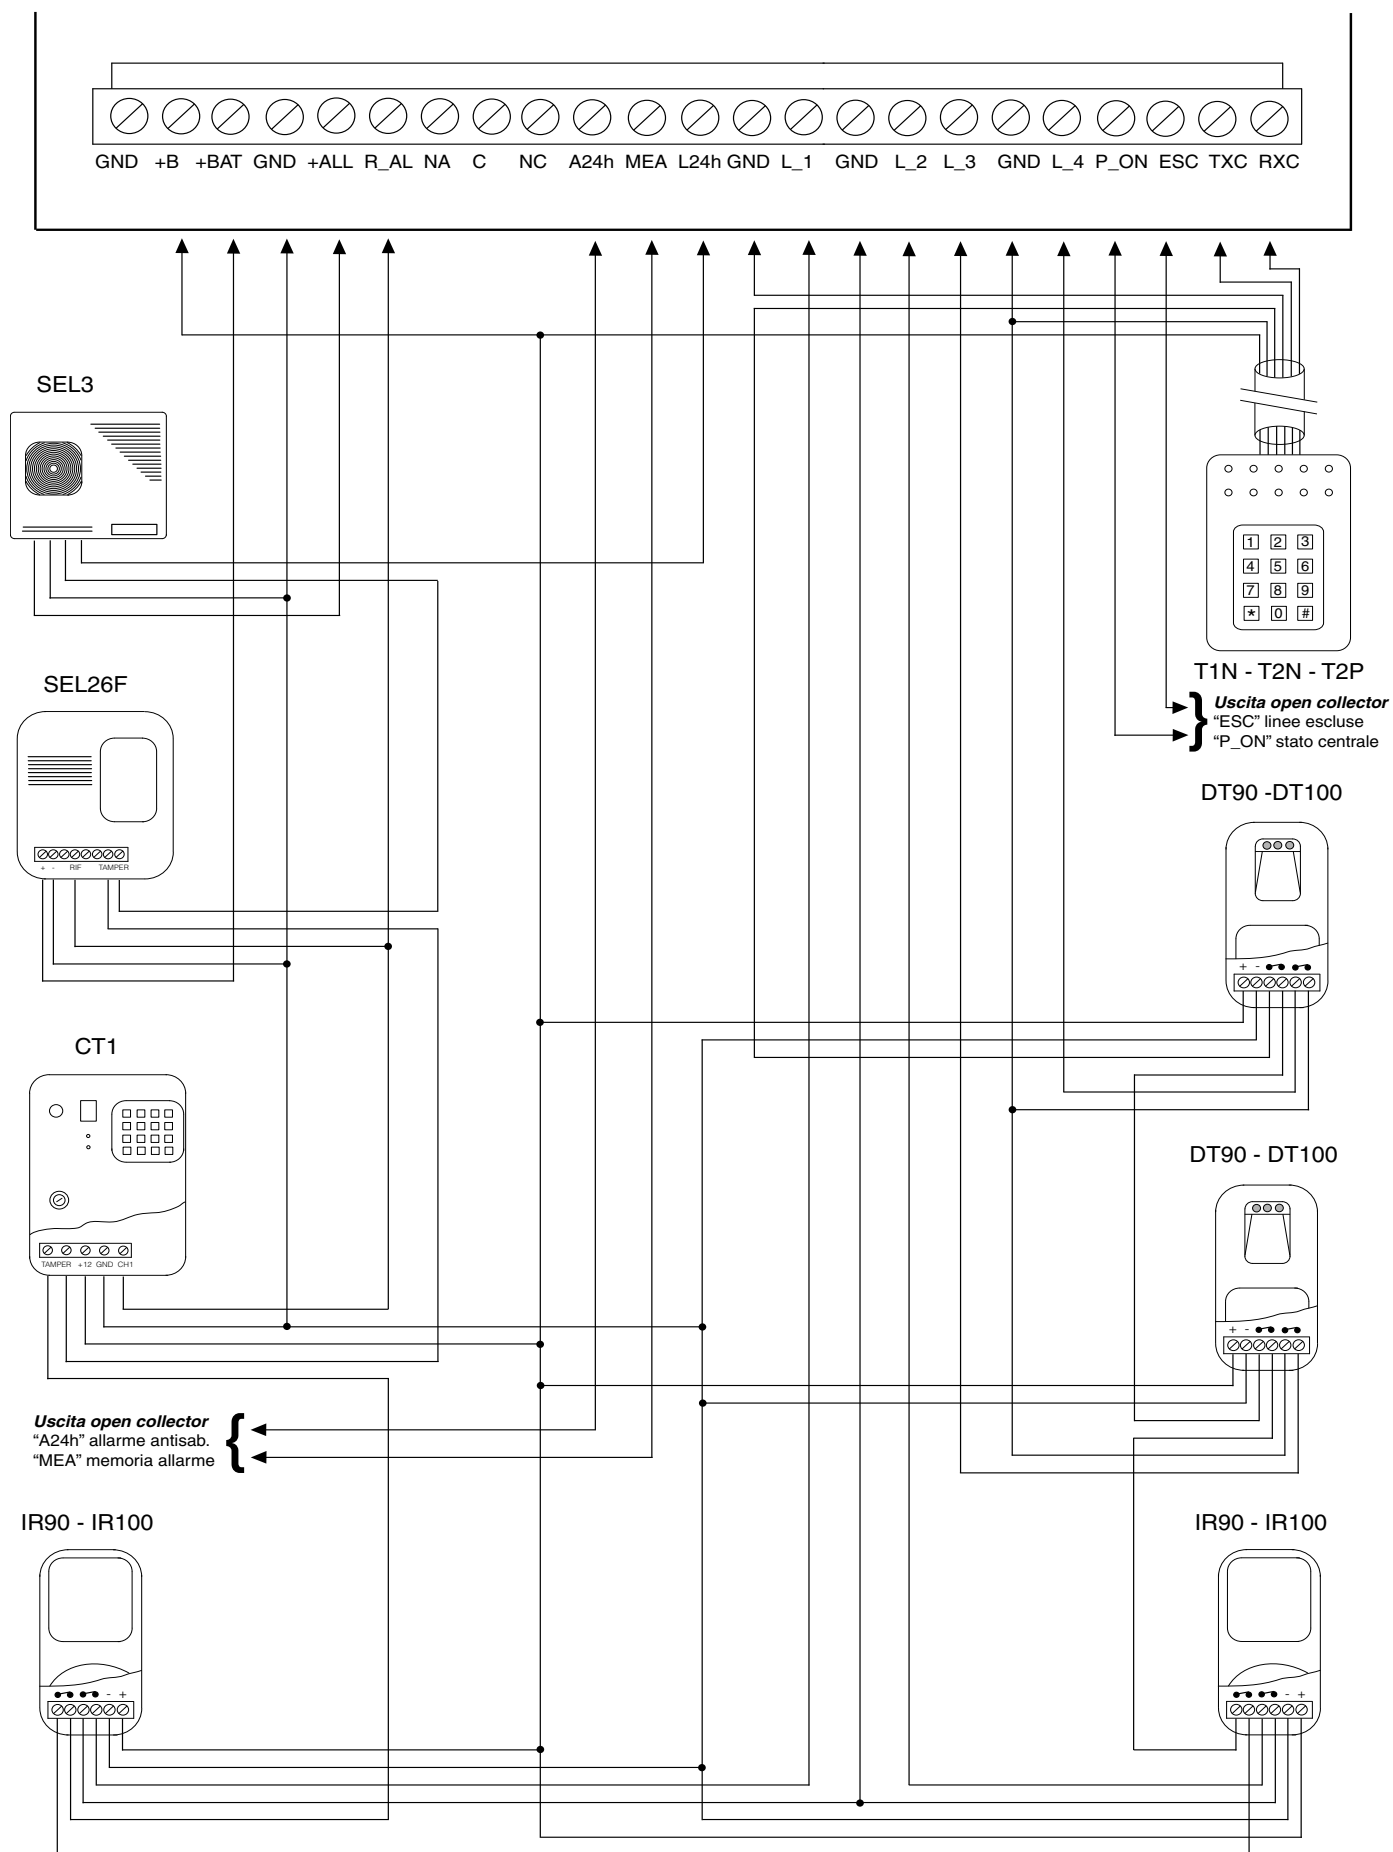 GND +B +BAT GND +ALL R_AL NA C NC A24h MEA L24h GND L_1 GND L_2 L_3 GND L_4 P_ON ESC TXC RXC
SEL3
1 2 3
4 5 6
7 8 9
* 0 #
T1N - T2N - T2P
Uscita open collector
“ESC” linee escluse
“P_ON” stato centrale
SEL26F
+ - RIF TAMPER
DT90 -DT100
+ -
CT1
TAMPER +12 GND CH1
DT90 - DT100
+ -
Uscita open collector
“A24h” allarme antisab.
“MEA” memoria allarme
IR90 - IR100
- +
IR90 - IR100
- +